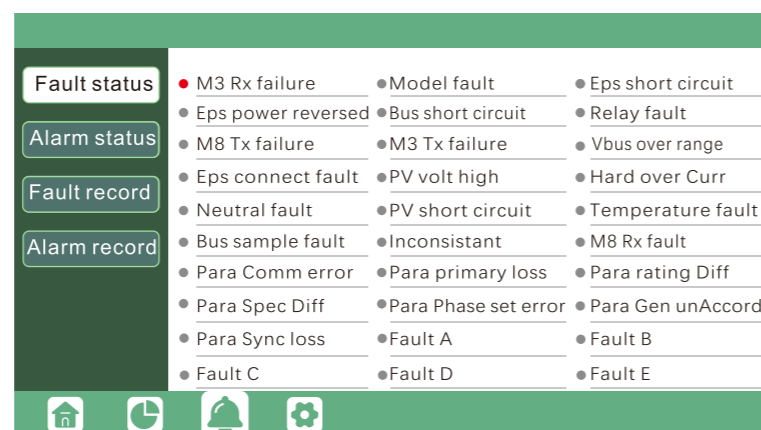 Fault status
Alarm status
Fault record
Alarm record
M3 Rx failure Model fault Eps short circuit
Eps power reversed Bus short circuit Relay fault
M8 Tx failure M3 Tx failure Vbus over range
Eps connect fault PV volt high Hard over Curr
Neutral fault PV short circuit Temperature fault
Bus sample fault Inconsistant M8 Rx fault
Para Comm error Para primary loss Para rating Diff
Para Spec Diff Para Phase set error Para Gen unAccord
Para Sync loss Fault A Fault B
Fault C Fault D Fault E